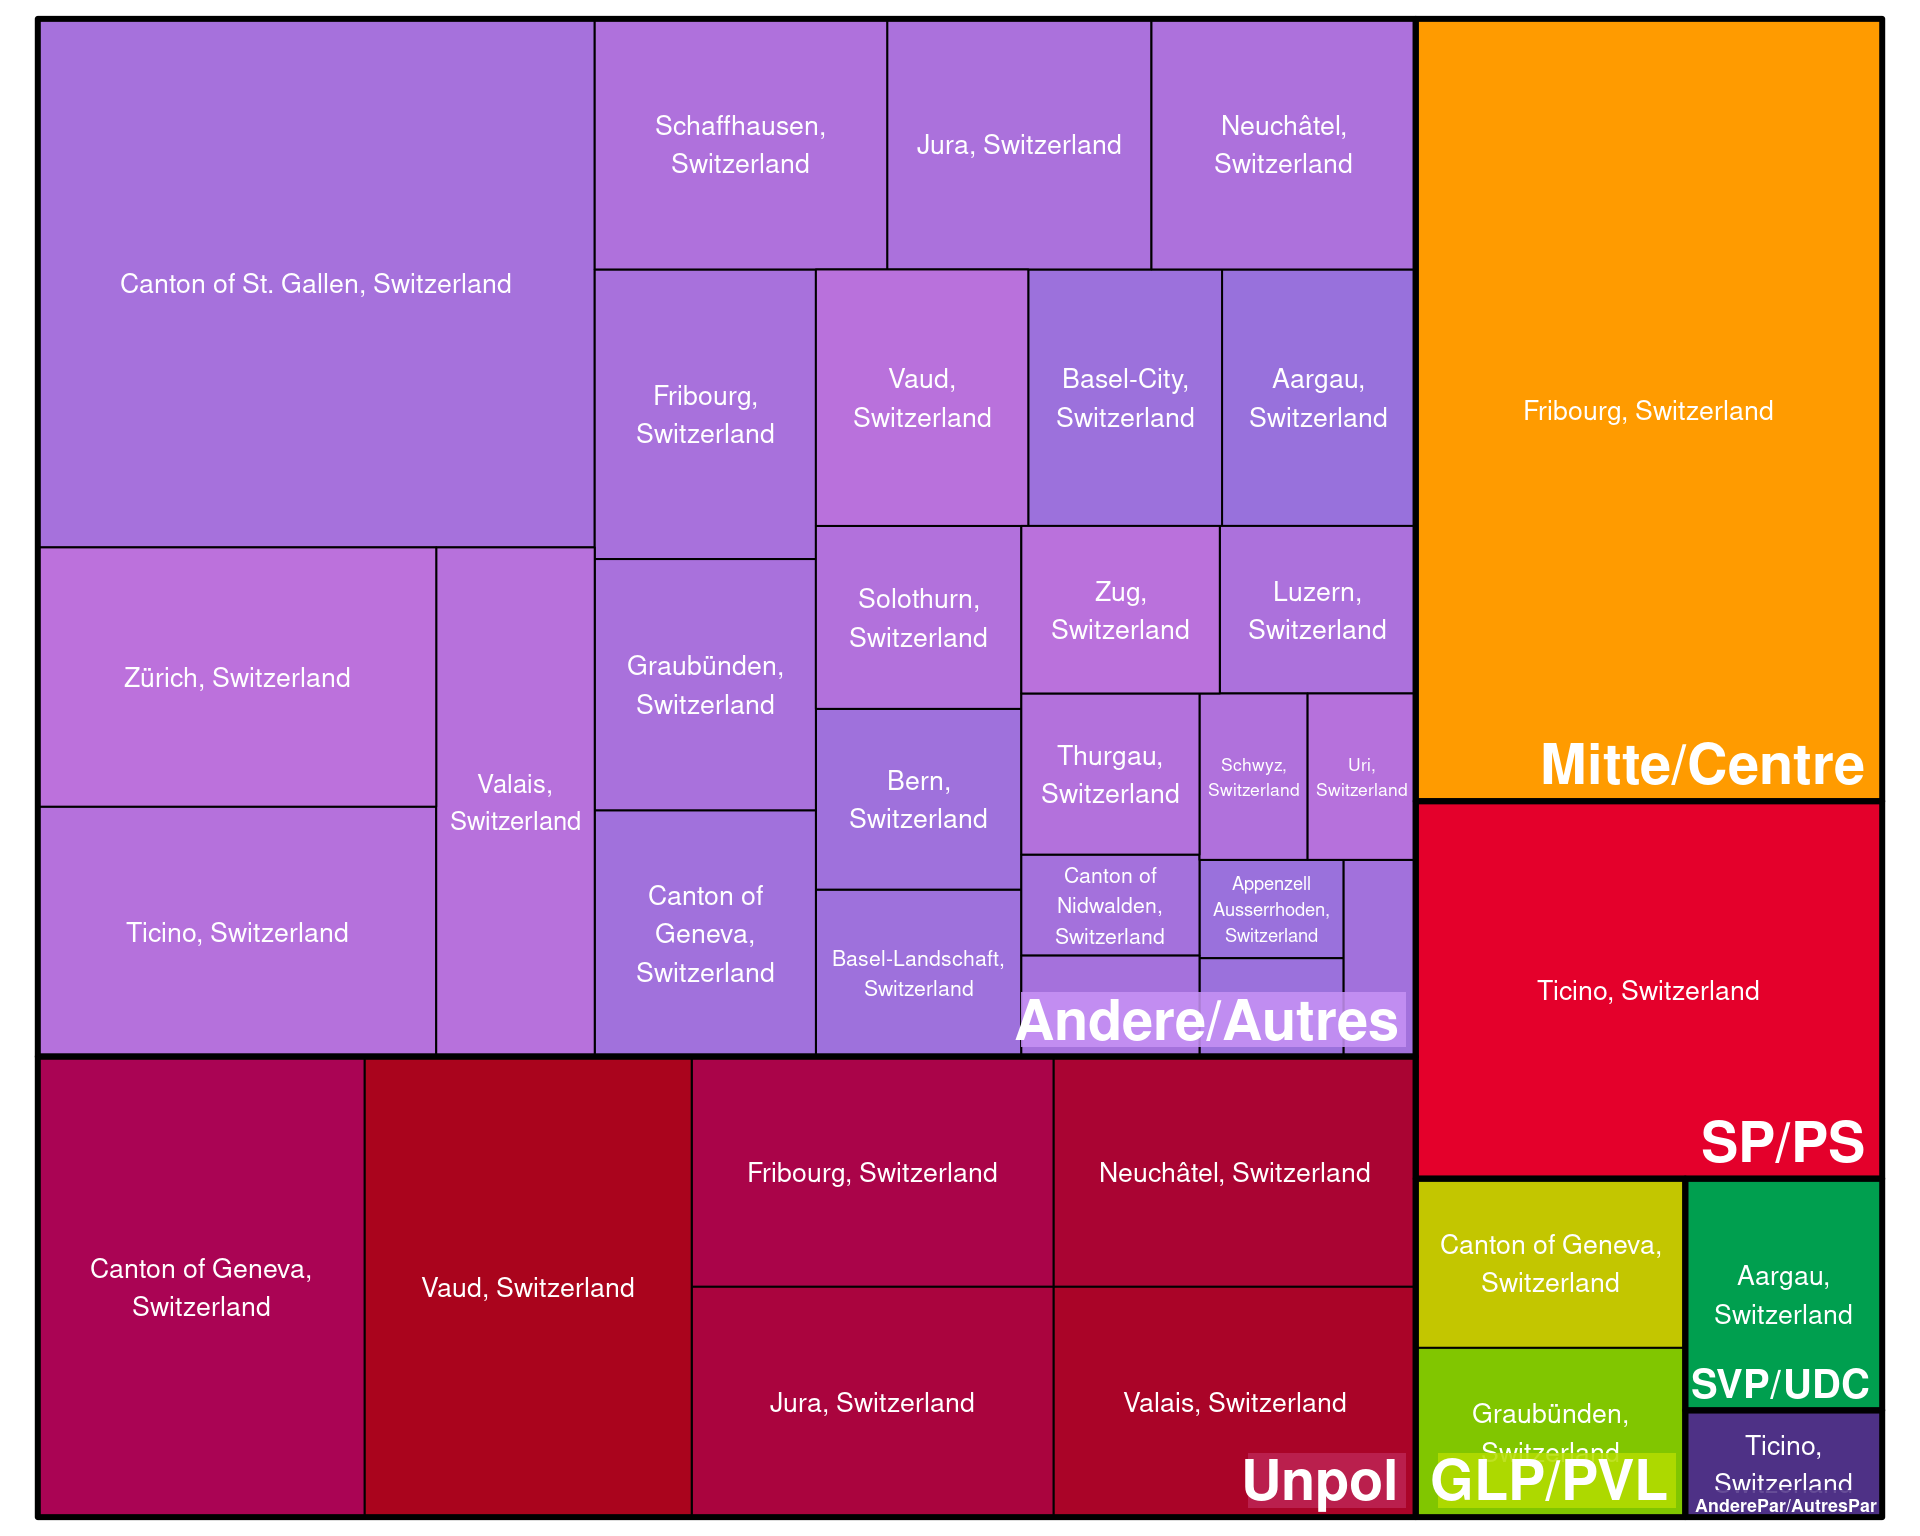 Canton of St. Gallen, Switzerland
Schaffhausen,
Switzerland
Jura, Switzerland
Neuchâtel,
Switzerland
Fribourg,
Switzerland
Vaud,
Switzerland
Basel-City,
Switzerland
Aargau,
Switzerland
Zürich, Switzerland
Valais,
Switzerland
Ticino, Switzerland
Graubünden,
Switzerland
Canton of
Geneva,
Switzerland
Solothurn,
Switzerland
Bern,
Switzerland
Basel-Landschaft,
Switzerland
Zug,
Switzerland
Luzern,
Switzerland
Thurgau,
Switzerland
Schwyz,
Switzerland
Uri,
Switzerland
Canton of
Nidwalden,
Switzerland
Appenzell
Ausserrhoden,
Switzerland
Andere/Autres
Fribourg, Switzerland
Mitte/Centre
Ticino, Switzerland
SP/PS
Canton of Geneva,
Switzerland
Vaud, Switzerland
Fribourg, Switzerland
Neuchâtel, Switzerland
Jura, Switzerland
Valais, Switzerland
Unpol
Canton of Geneva,
Switzerland
Graubünden,
Switzerland
GLP/PVL
Aargau,
Switzerland
SVP/UDC
Ticino,
Switzerland
AnderePar/AutresPar